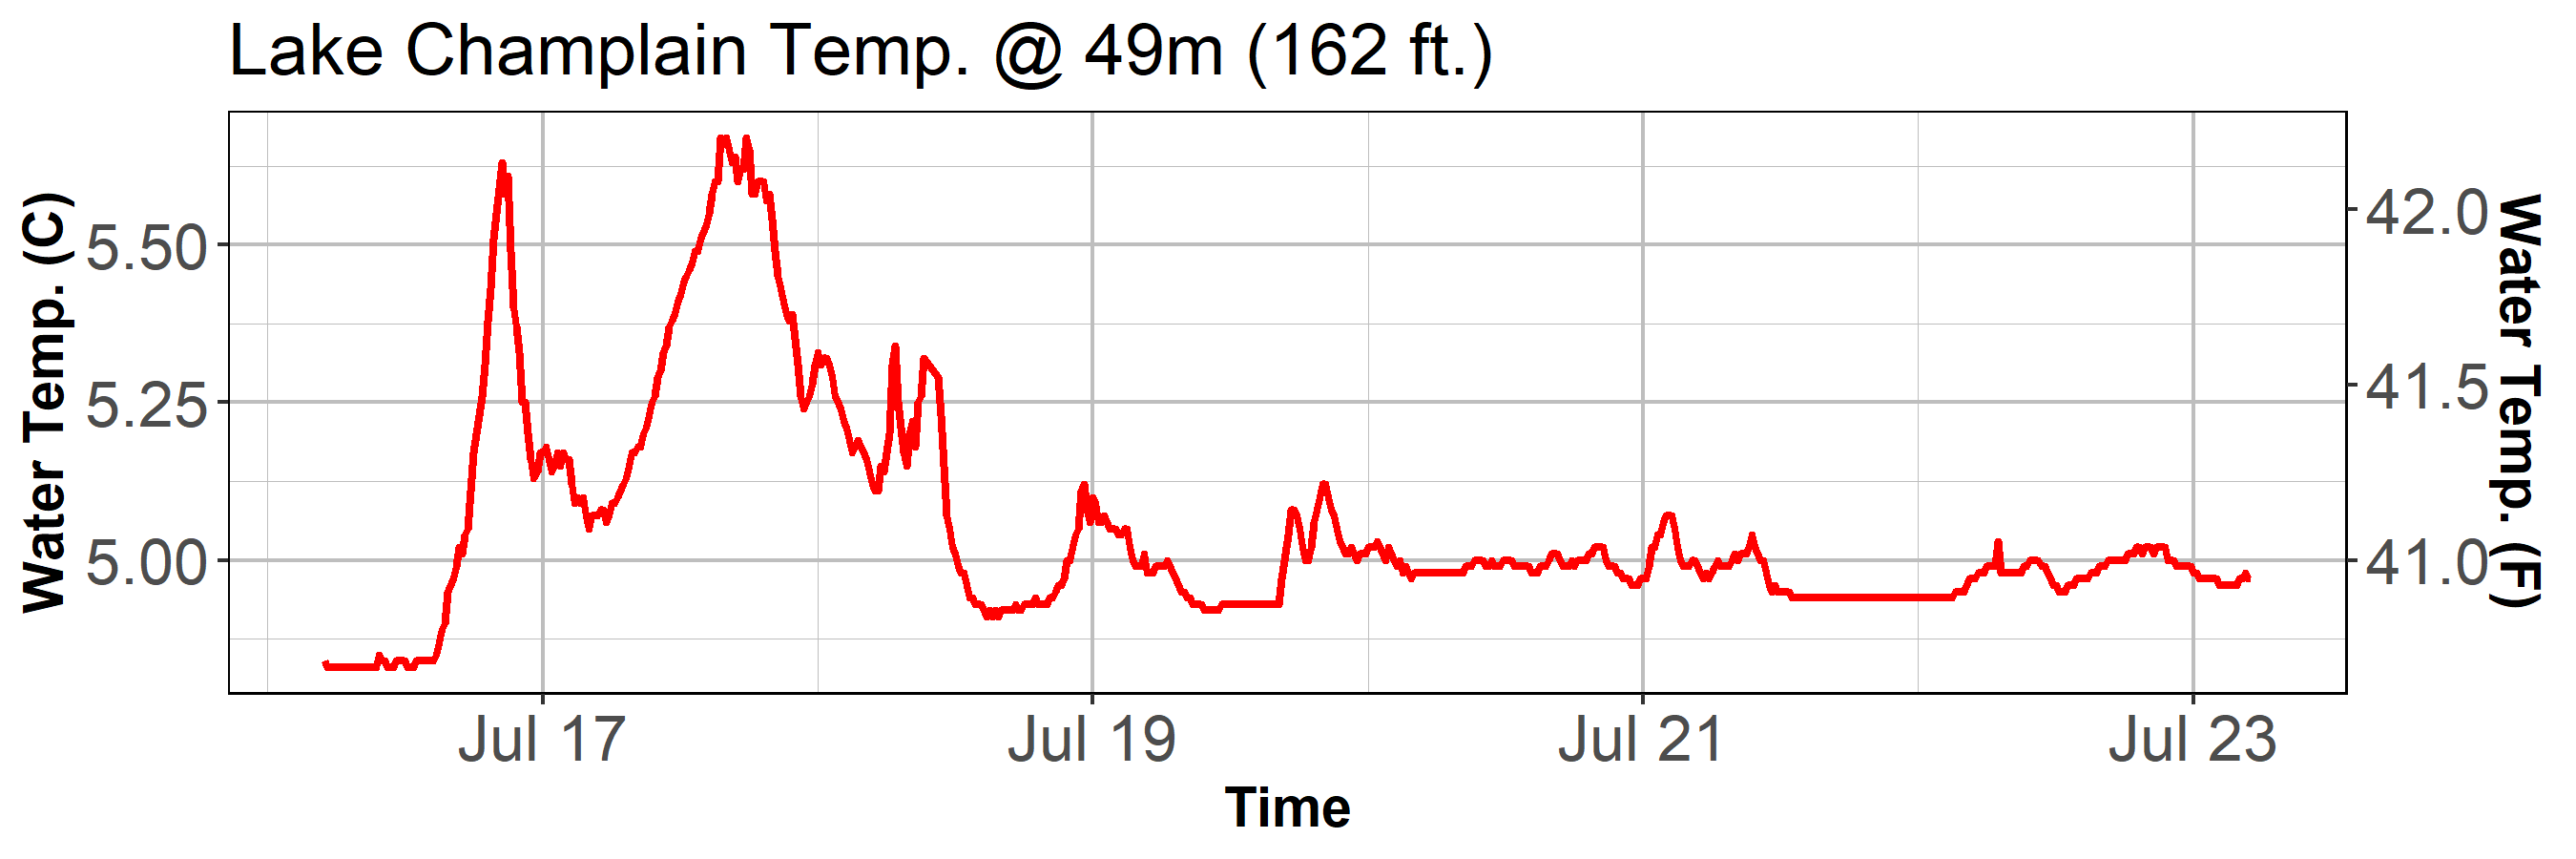 Lake Champlain Temp. @ 49m (162 ft.)
Water Temp. (C)
5.50
5.25
5.00
42.0
41.5
41.0
Water Temp. (F)
Jul 17
Jul 19
Jul 21
Jul 23
Time